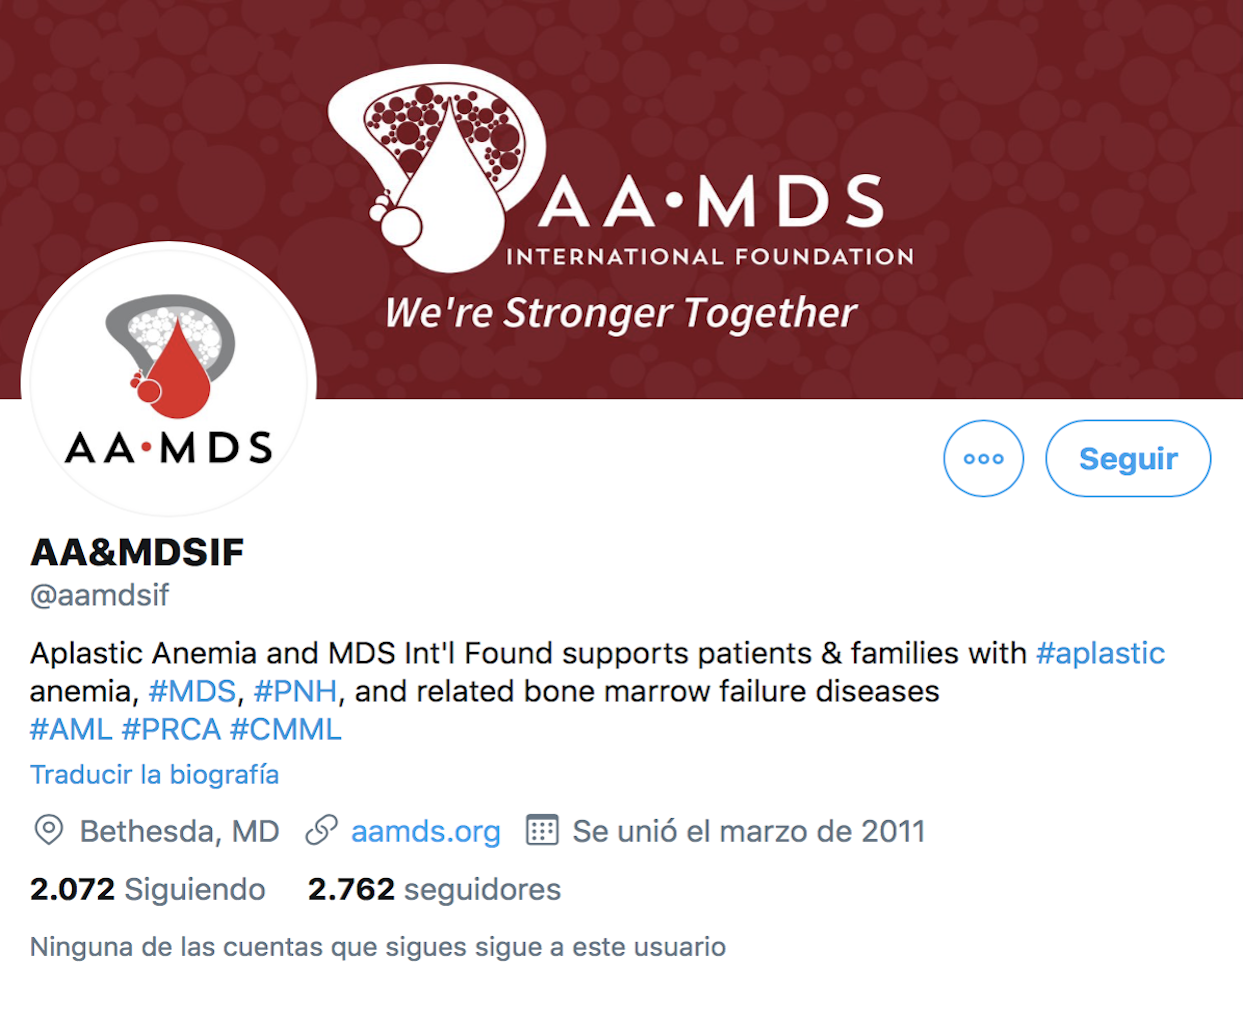 AA•MDS
INTERNATIONAL FOUNDATION
We're Stronger Together
AA•MDS
Seguir
AA&MDSIF
@aamdsif
Aplastic Anemia and MDS Int'l Found supports patients & families with #aplastic
anemia, #MDS, #PNH, and related bone marrow failure diseases
#AML #PRCA #CMML
Traducir la biografía
Bethesda, MD aamds.org Se unió el marzo de 2011
2.072 Siguiendo 2.762 seguidores
Ninguna de las cuentas que sigues sigue a este usuario